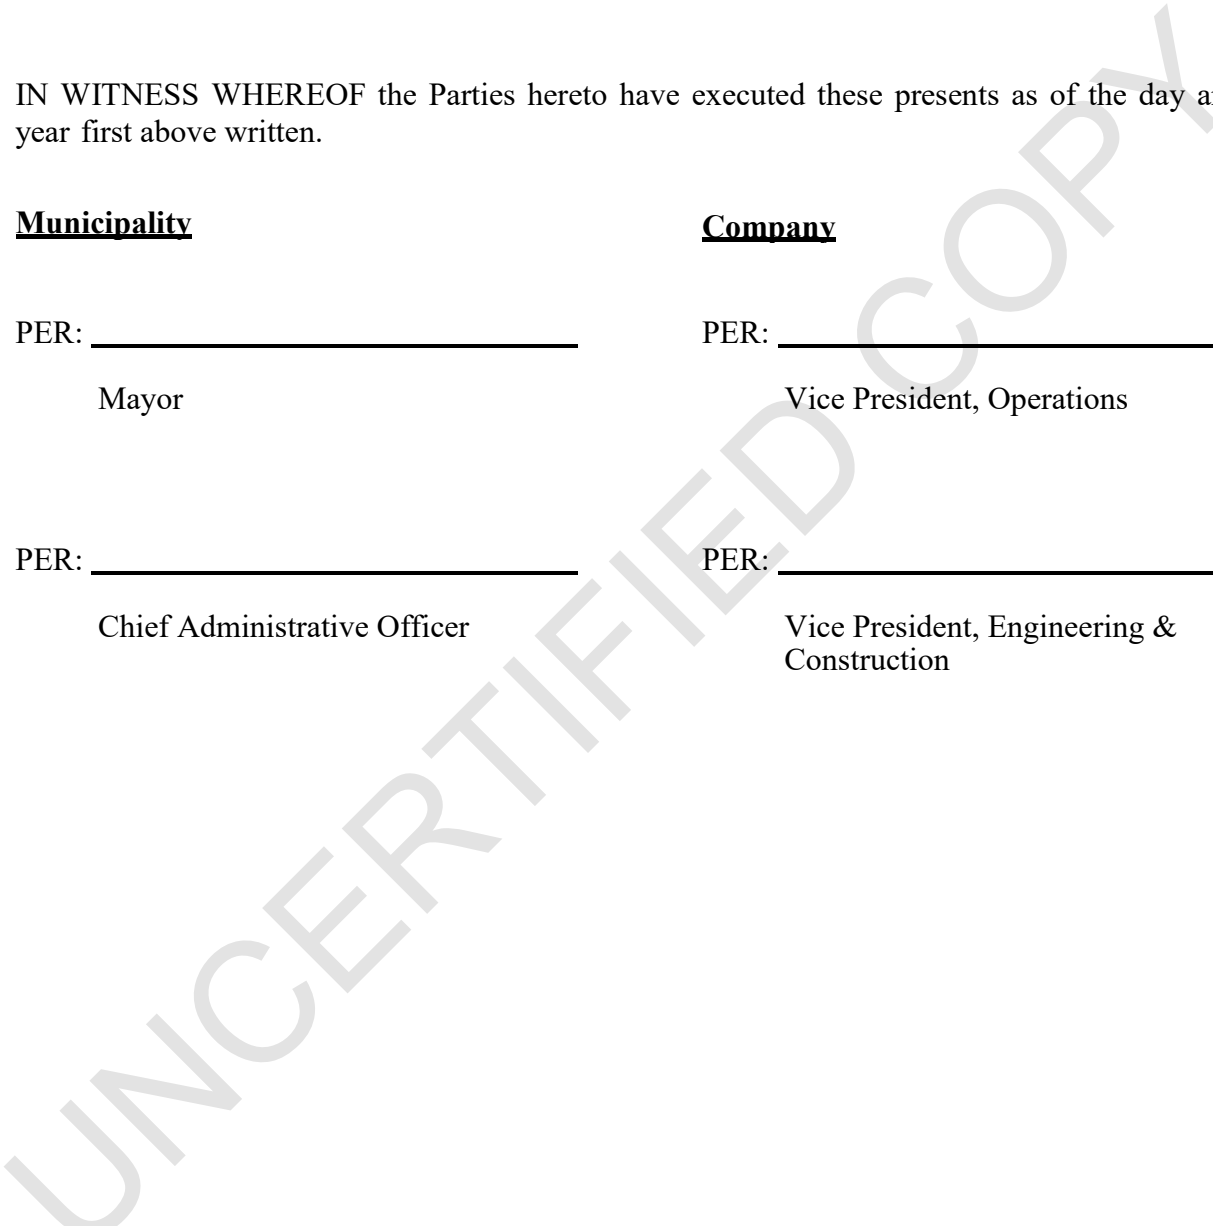 IN WITNESS WHEREOF the Parties hereto have executed these presents as of the day
year first above written.
Municipality
Company
PER:
PER:
Mayor
Vice President, Operations
PER:
PER:
Chief Administrative Officer
Vice President, Engineering &
Construction
UNCERTIFIED COPY